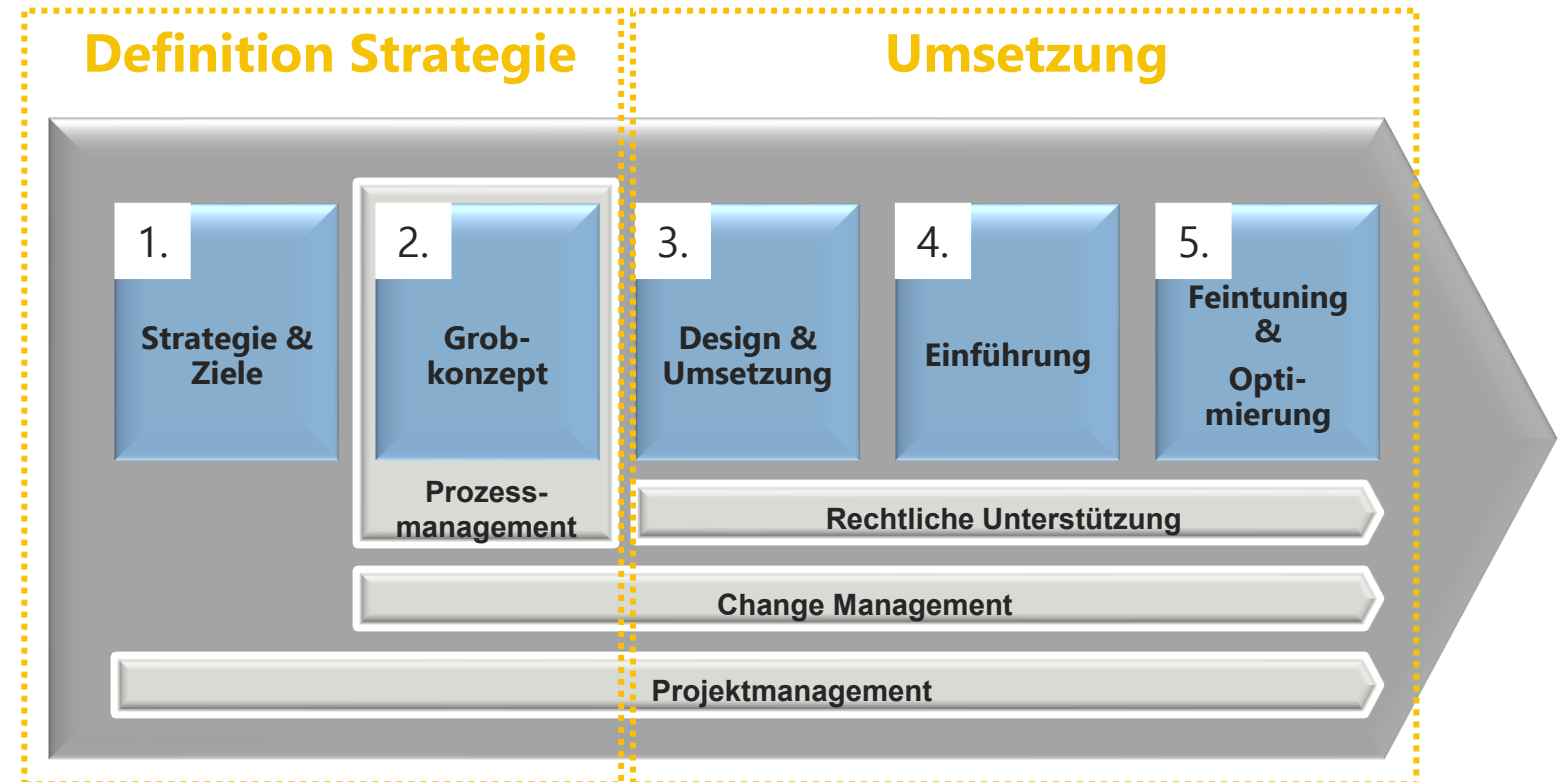 Definition Strategie
Umsetzung
1.
Strategie &
Ziele
2.
Grob-
konzept
Prozess-
management
3.
Design &
Umsetzung
4.
Einführung
5.
Feintuning
&
Opti-
mierung
Rechtliche Unterstützung
Change Management
Projektmanagement